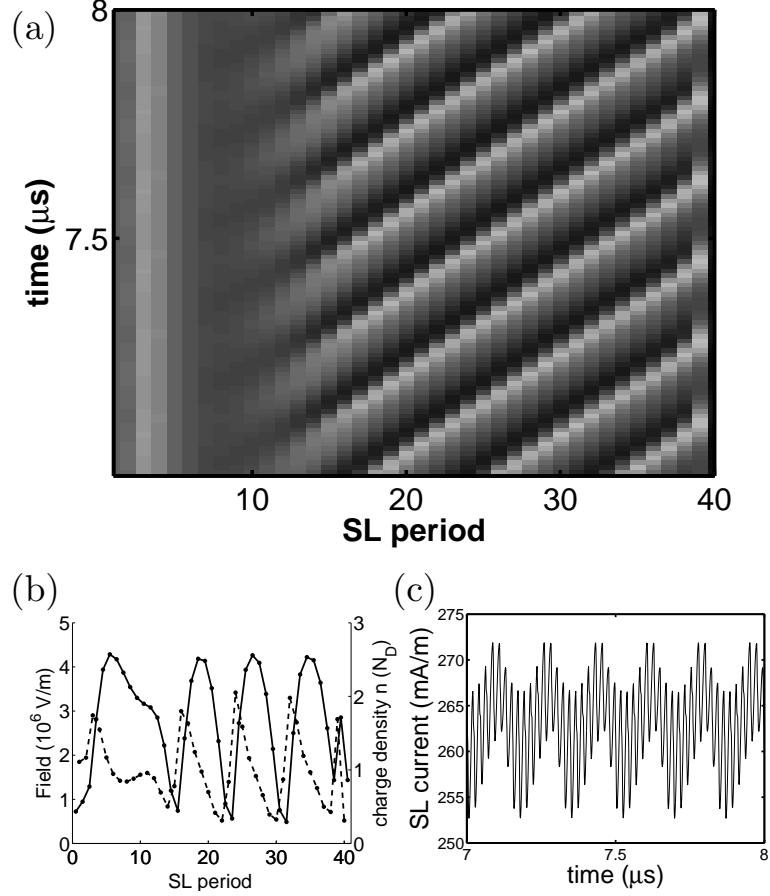 (a)
8
7.5
time (μs)
10 20 30 40
SL period
(b)
5
4
3
2
1
0
Field (10⁶ V/m)
3
2
1
0
charge density n (N_D)
0 10 20 30 40
SL period
(c)
275
270
265
260
255
250
SL current (mA/m)
7 7.5 8
time (μs)